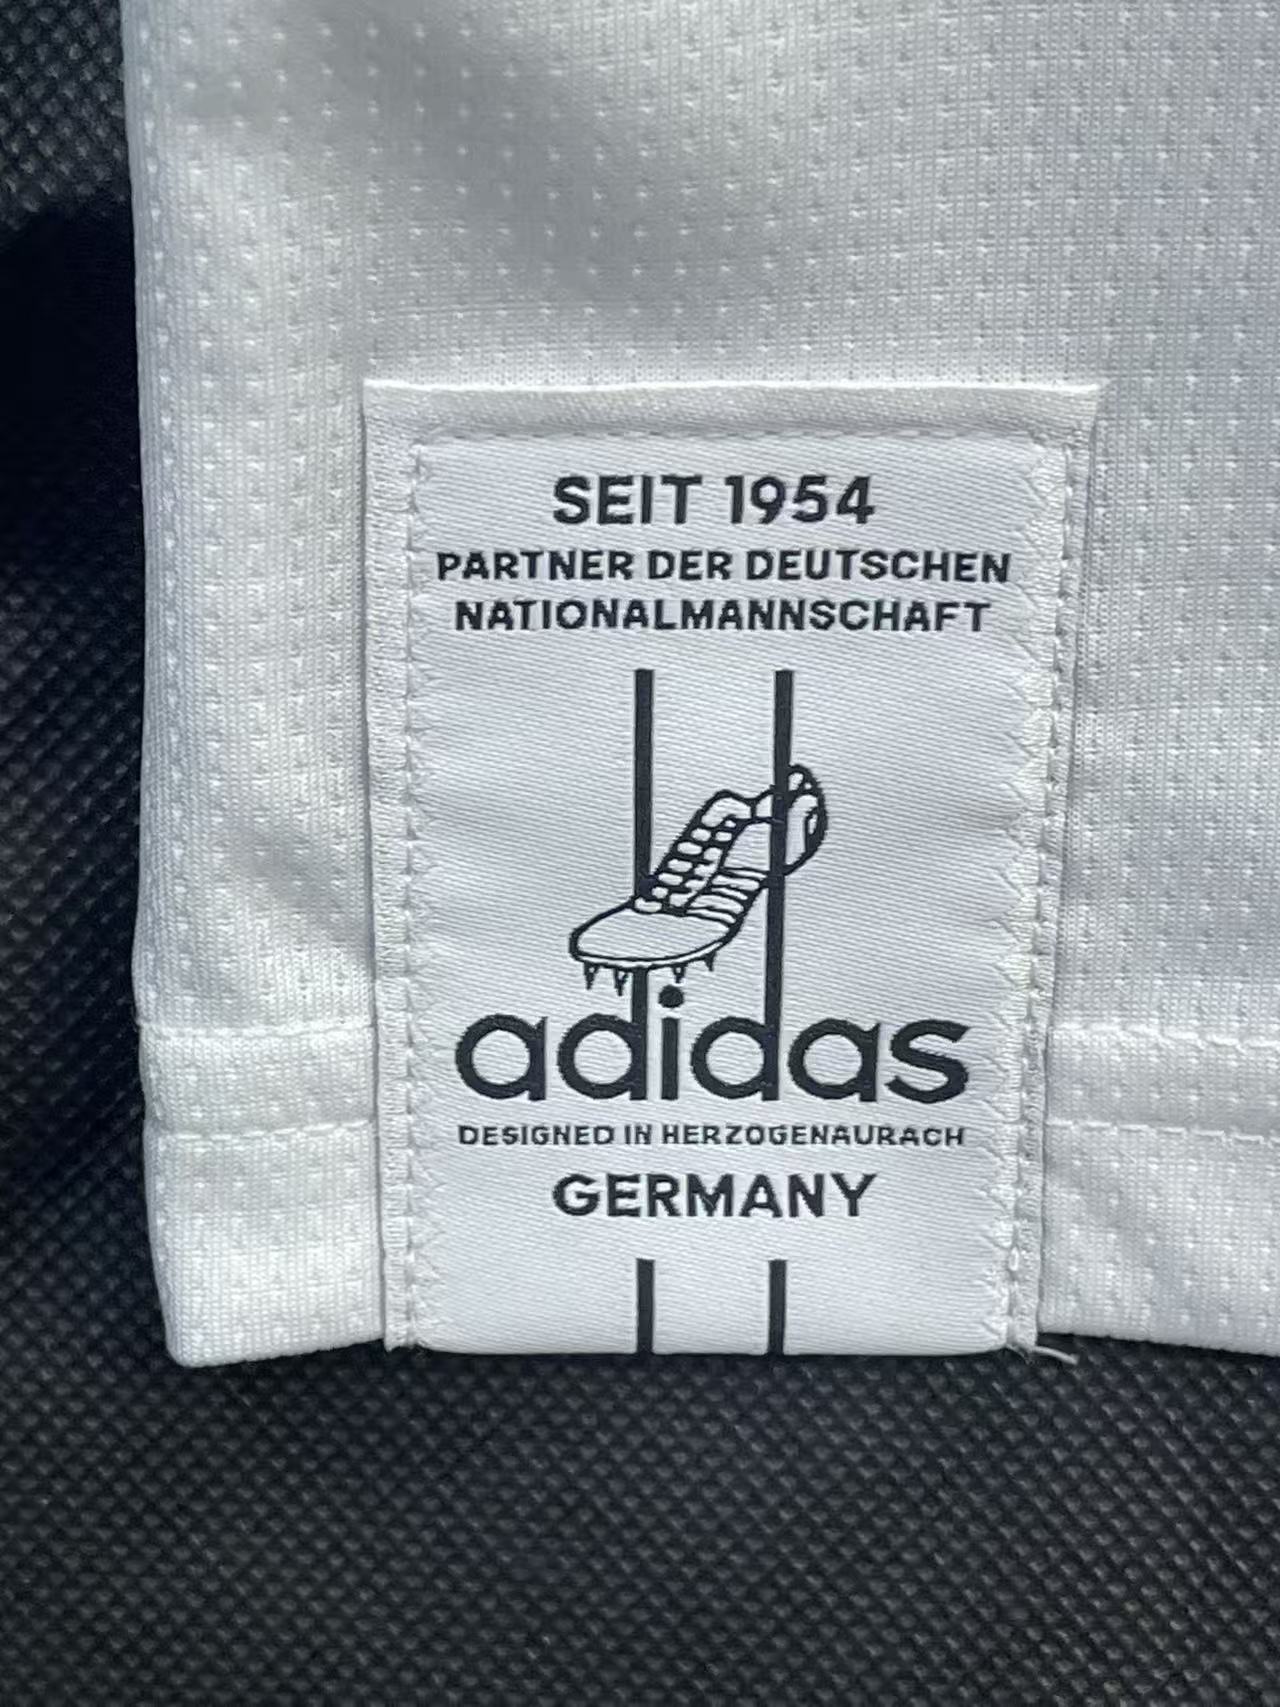 SEIT 1954
PARTNER DER DEUTSCHEN
NATIONALMANNSCHAFT
adidas
DESIGNED IN HERZOGENAURACH
GERMANY